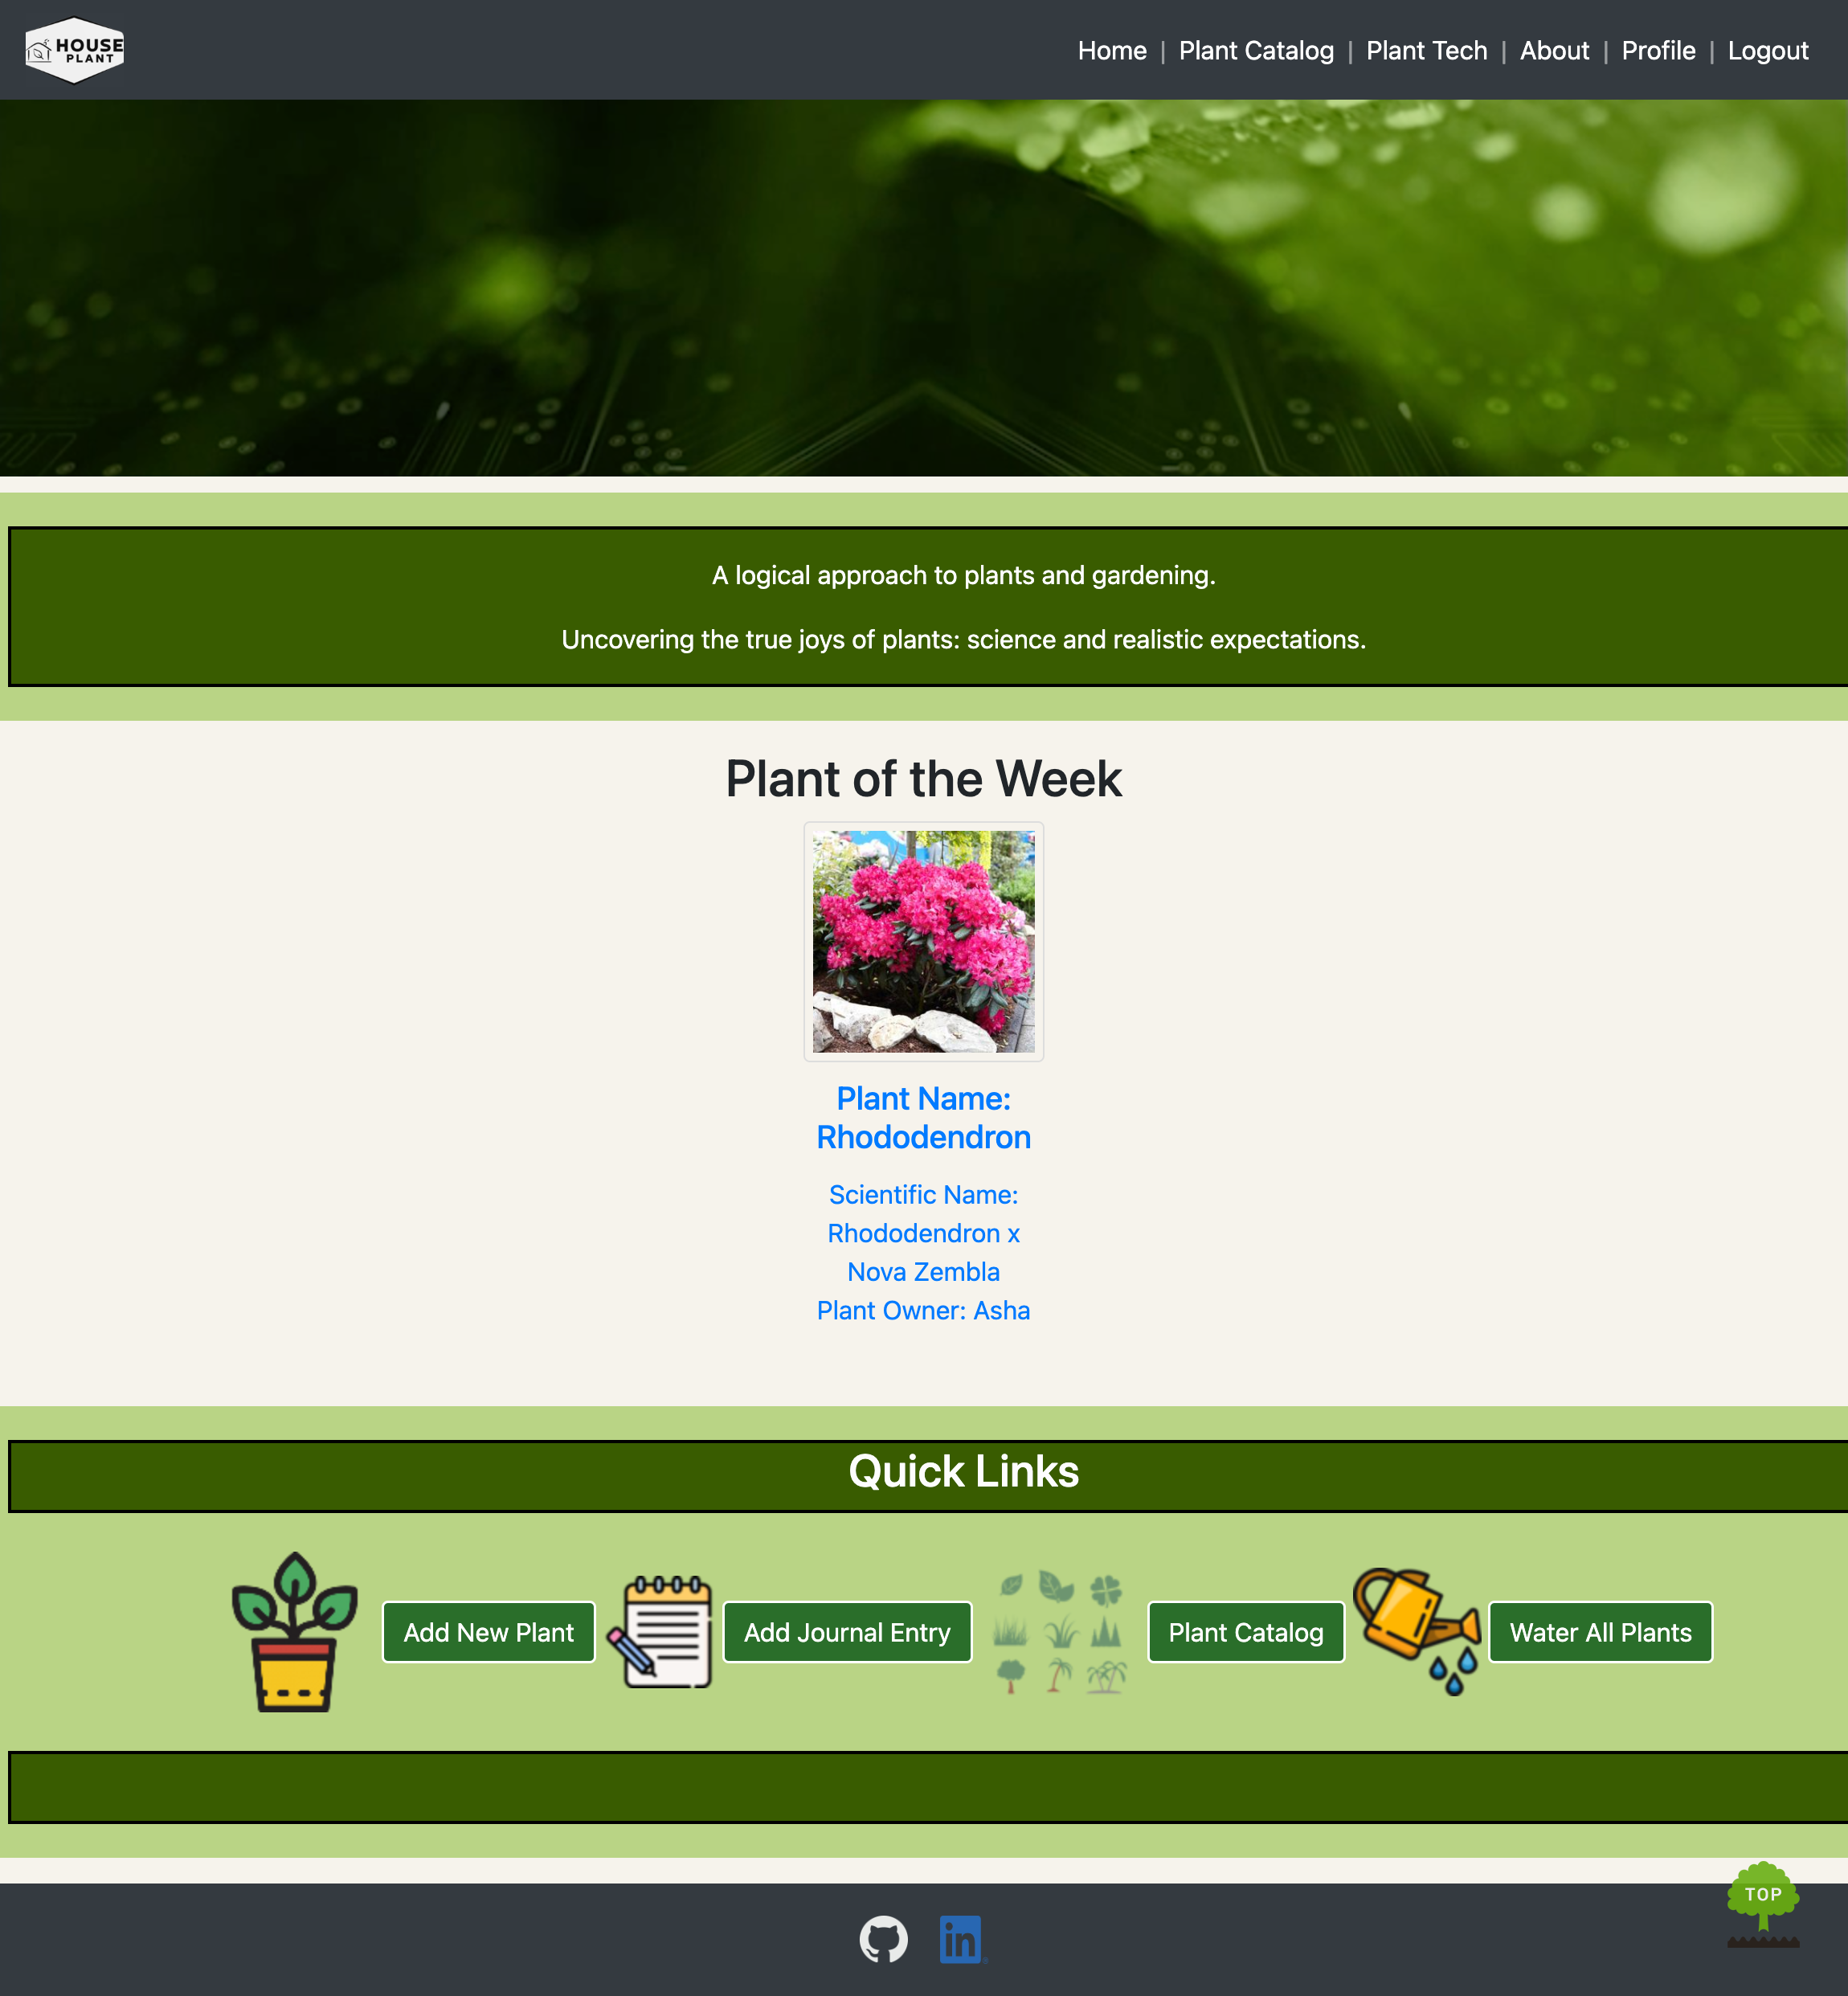 HOUSE
PLANT
Home | Plant Catalog | Plant Tech | About | Profile | Logout
A logical approach to plants and gardening.
Uncovering the true joys of plants: science and realistic expectations.
Plant of the Week
Plant Name:
Rhododendron
Scientific Name:
Rhododendron x
Nova Zembla
Plant Owner: Asha
Quick Links
Add New Plant
Add Journal Entry
Plant Catalog
Water All Plants
TOP
in